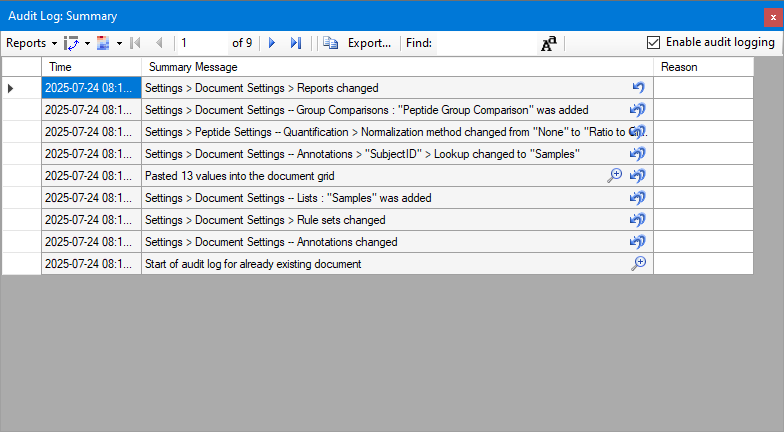 Audit Log: Summary
Reports 1 of 9 Export... Find: Enable audit logging
Time Summary Message Reason
2025-07-24 08:1... Settings > Document Settings > Reports changed
2025-07-24 08:1... Settings > Document Settings -- Group Comparisons : "Peptide Group Comparison" was added
2025-07-24 08:1... Settings > Peptide Settings -- Quantification > Normalization method changed from "None" to "Ratio to
2025-07-24 08:1... Settings > Document Settings -- Annotations > "SubjectID" > Lookup changed to "Samples"
2025-07-24 08:1... Pasted 13 values into the document grid
2025-07-24 08:1... Settings > Document Settings -- Lists : "Samples" was added
2025-07-24 08:1... Settings > Document Settings > Rule sets changed
2025-07-24 08:1... Settings > Document Settings -- Annotations changed
2025-07-24 08:1... Start of audit log for already existing document